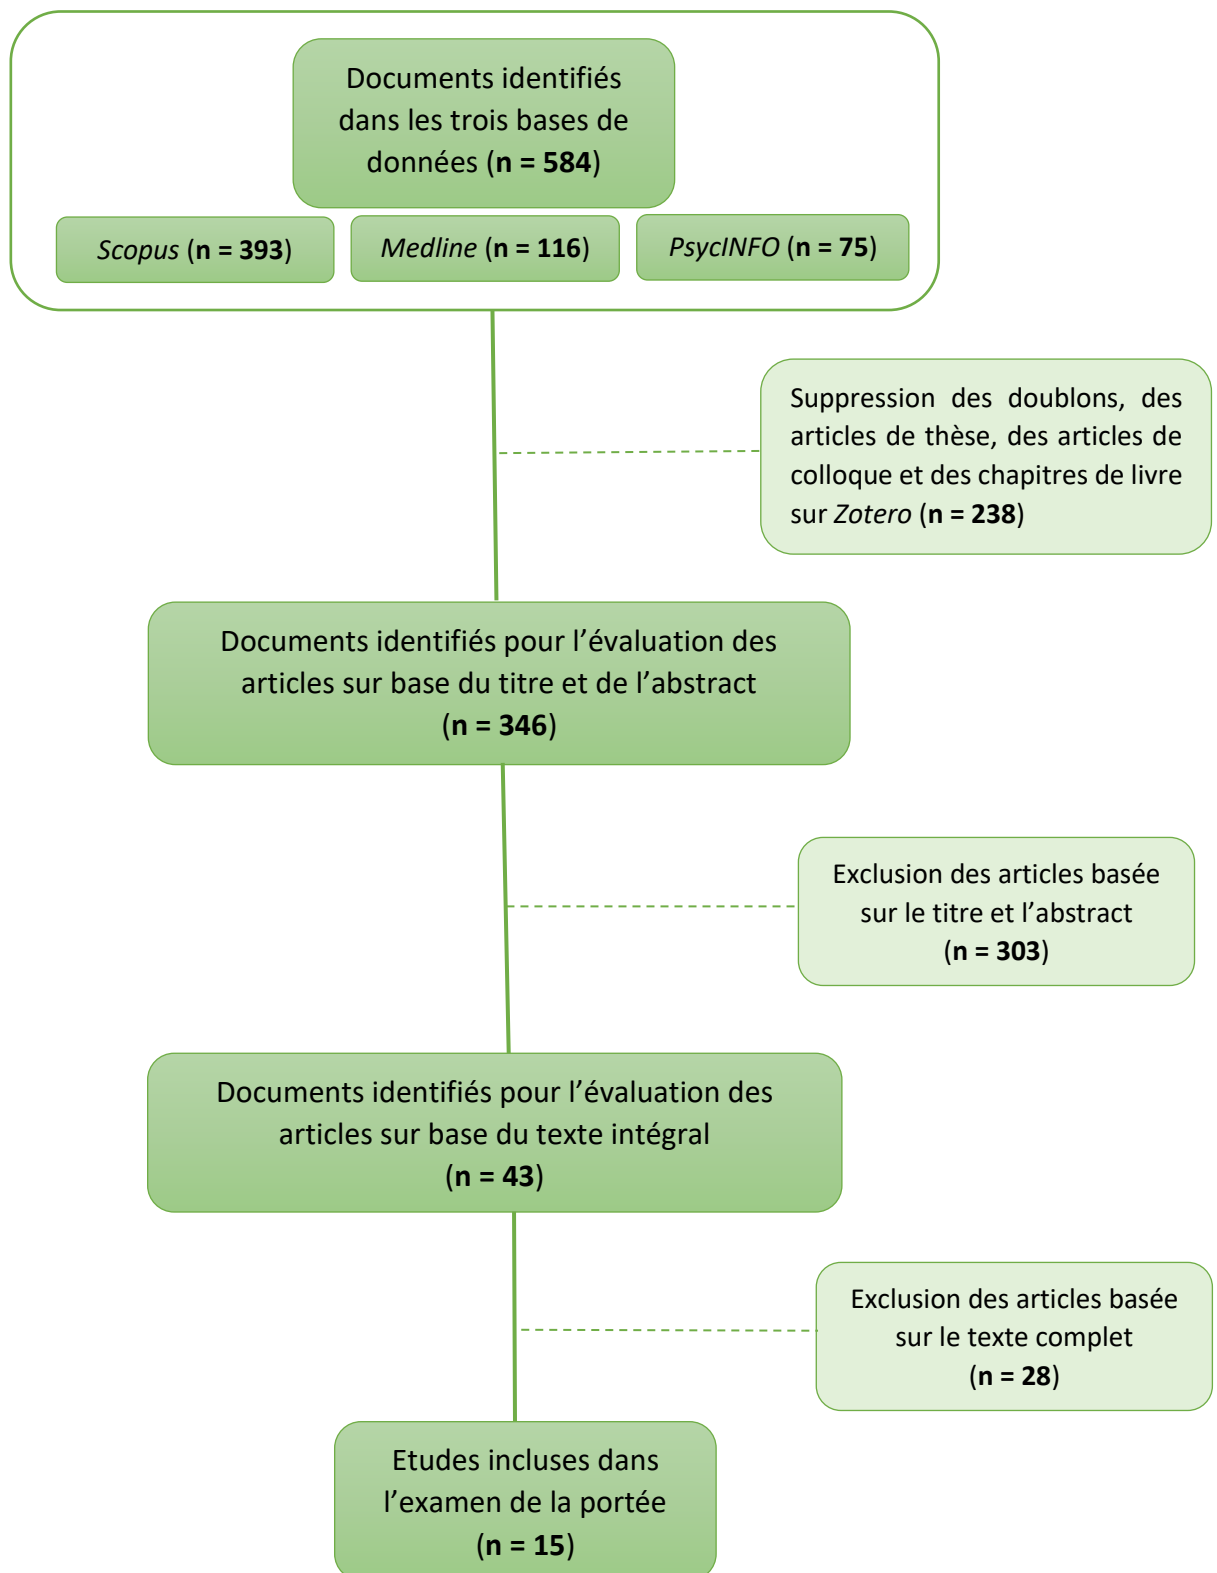 Documents identifiés
dans les trois bases de
données (n = 584)
Scopus (n = 393)
Medline (n = 116)
PsycINFO (n = 75)
Suppression des doublons, des
articles de thèse, des articles de
colloque et des chapitres de livre
sur Zotero (n = 238)
Documents identifiés pour l’évaluation des
articles sur base du titre et de l’abstract
(n = 346)
Exclusion des articles basée
sur le titre et l’abstract
(n = 303)
Documents identifiés pour l’évaluation des
articles sur base du texte intégral
(n = 43)
Exclusion des articles basée
sur le texte complet
(n = 28)
Etudes incluses dans
l’examen de la portée
(n = 15)